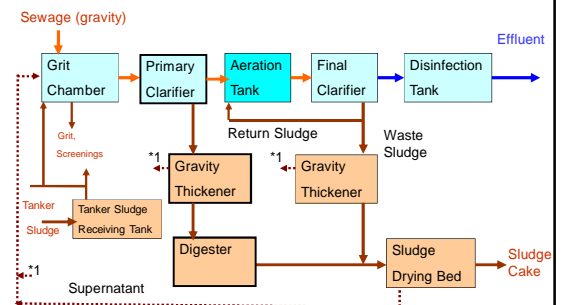 Sewage (gravity)
Effluent
Grit
Chamber
Primary
Clarifier
Aeration
Tank
Final
Clarifier
Disinfection
Tank
Return Sludge
Waste
Sludge
Grit,
Screenings
*1
Gravity
Thickener
*1
Gravity
Thickener
Tanker
Sludge
Tanker Sludge
Receiving Tank
Digester
Sludge
Drying Bed
Sludge
Cake
*1
Supernatant